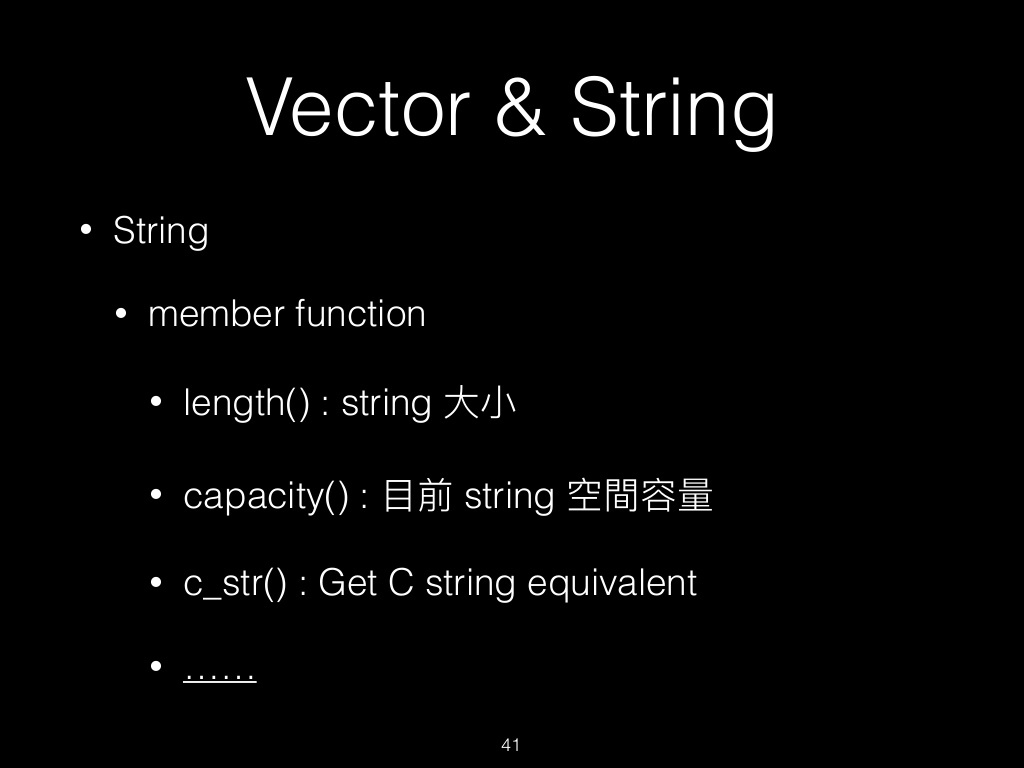 Vector & String
• String
• member function
• length() : string 大小
• capacity() : 目前 string 空間容量
• c_str() : Get C string equivalent
• ……
41